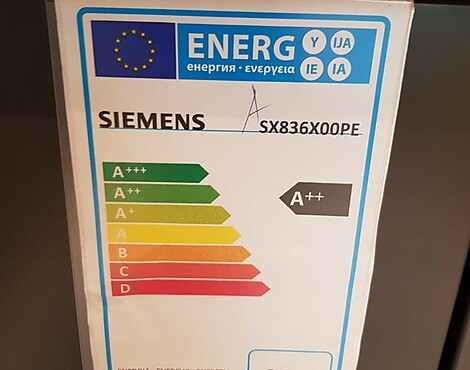 ENERG Y IJA
енергия · ενεργεια IE IA
SIEMENS A SX836X00PE
A+++
A++ A++
A+
A
B
C
D